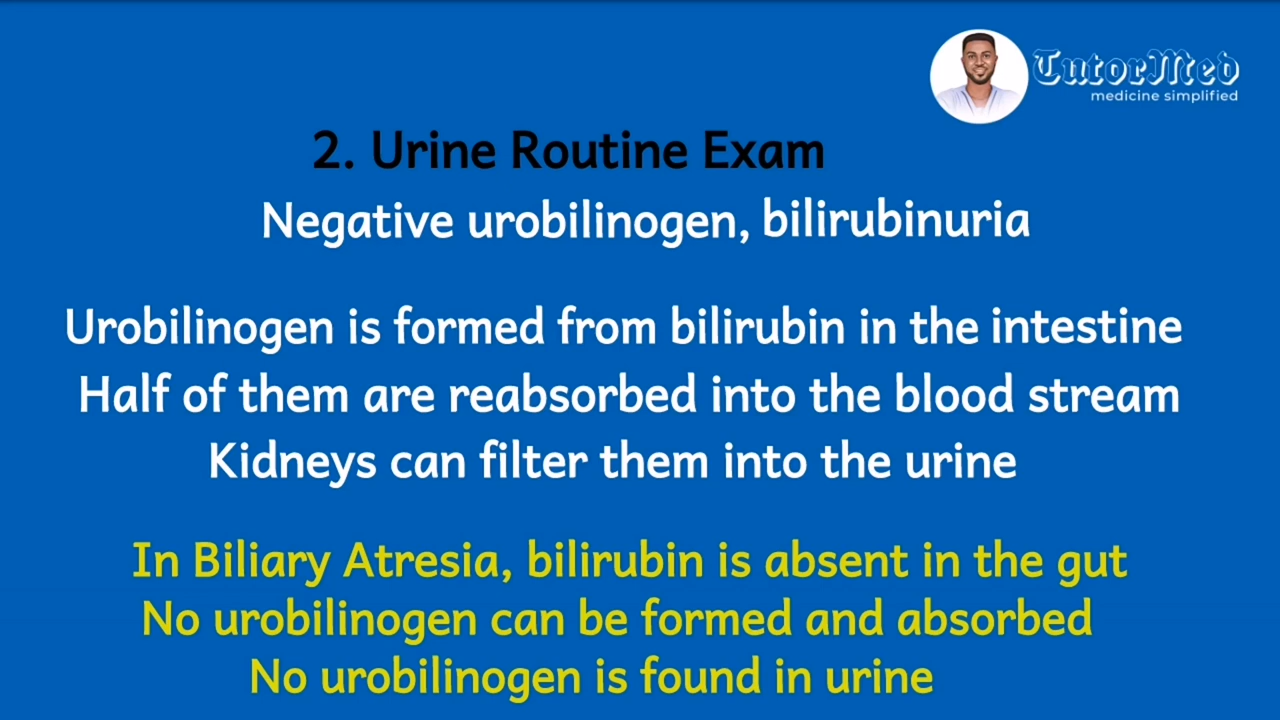 TutorMed
medicine simplified
2. Urine Routine Exam
Negative urobilinogen, bilirubinuria
Urobilinogen is formed from bilirubin in the intestine
Half of them are reabsorbed into the blood stream
Kidneys can filter them into the urine
In Biliary Atresia, bilirubin is absent in the gut
No urobilinogen can be formed and absorbed
No urobilinogen is found in urine